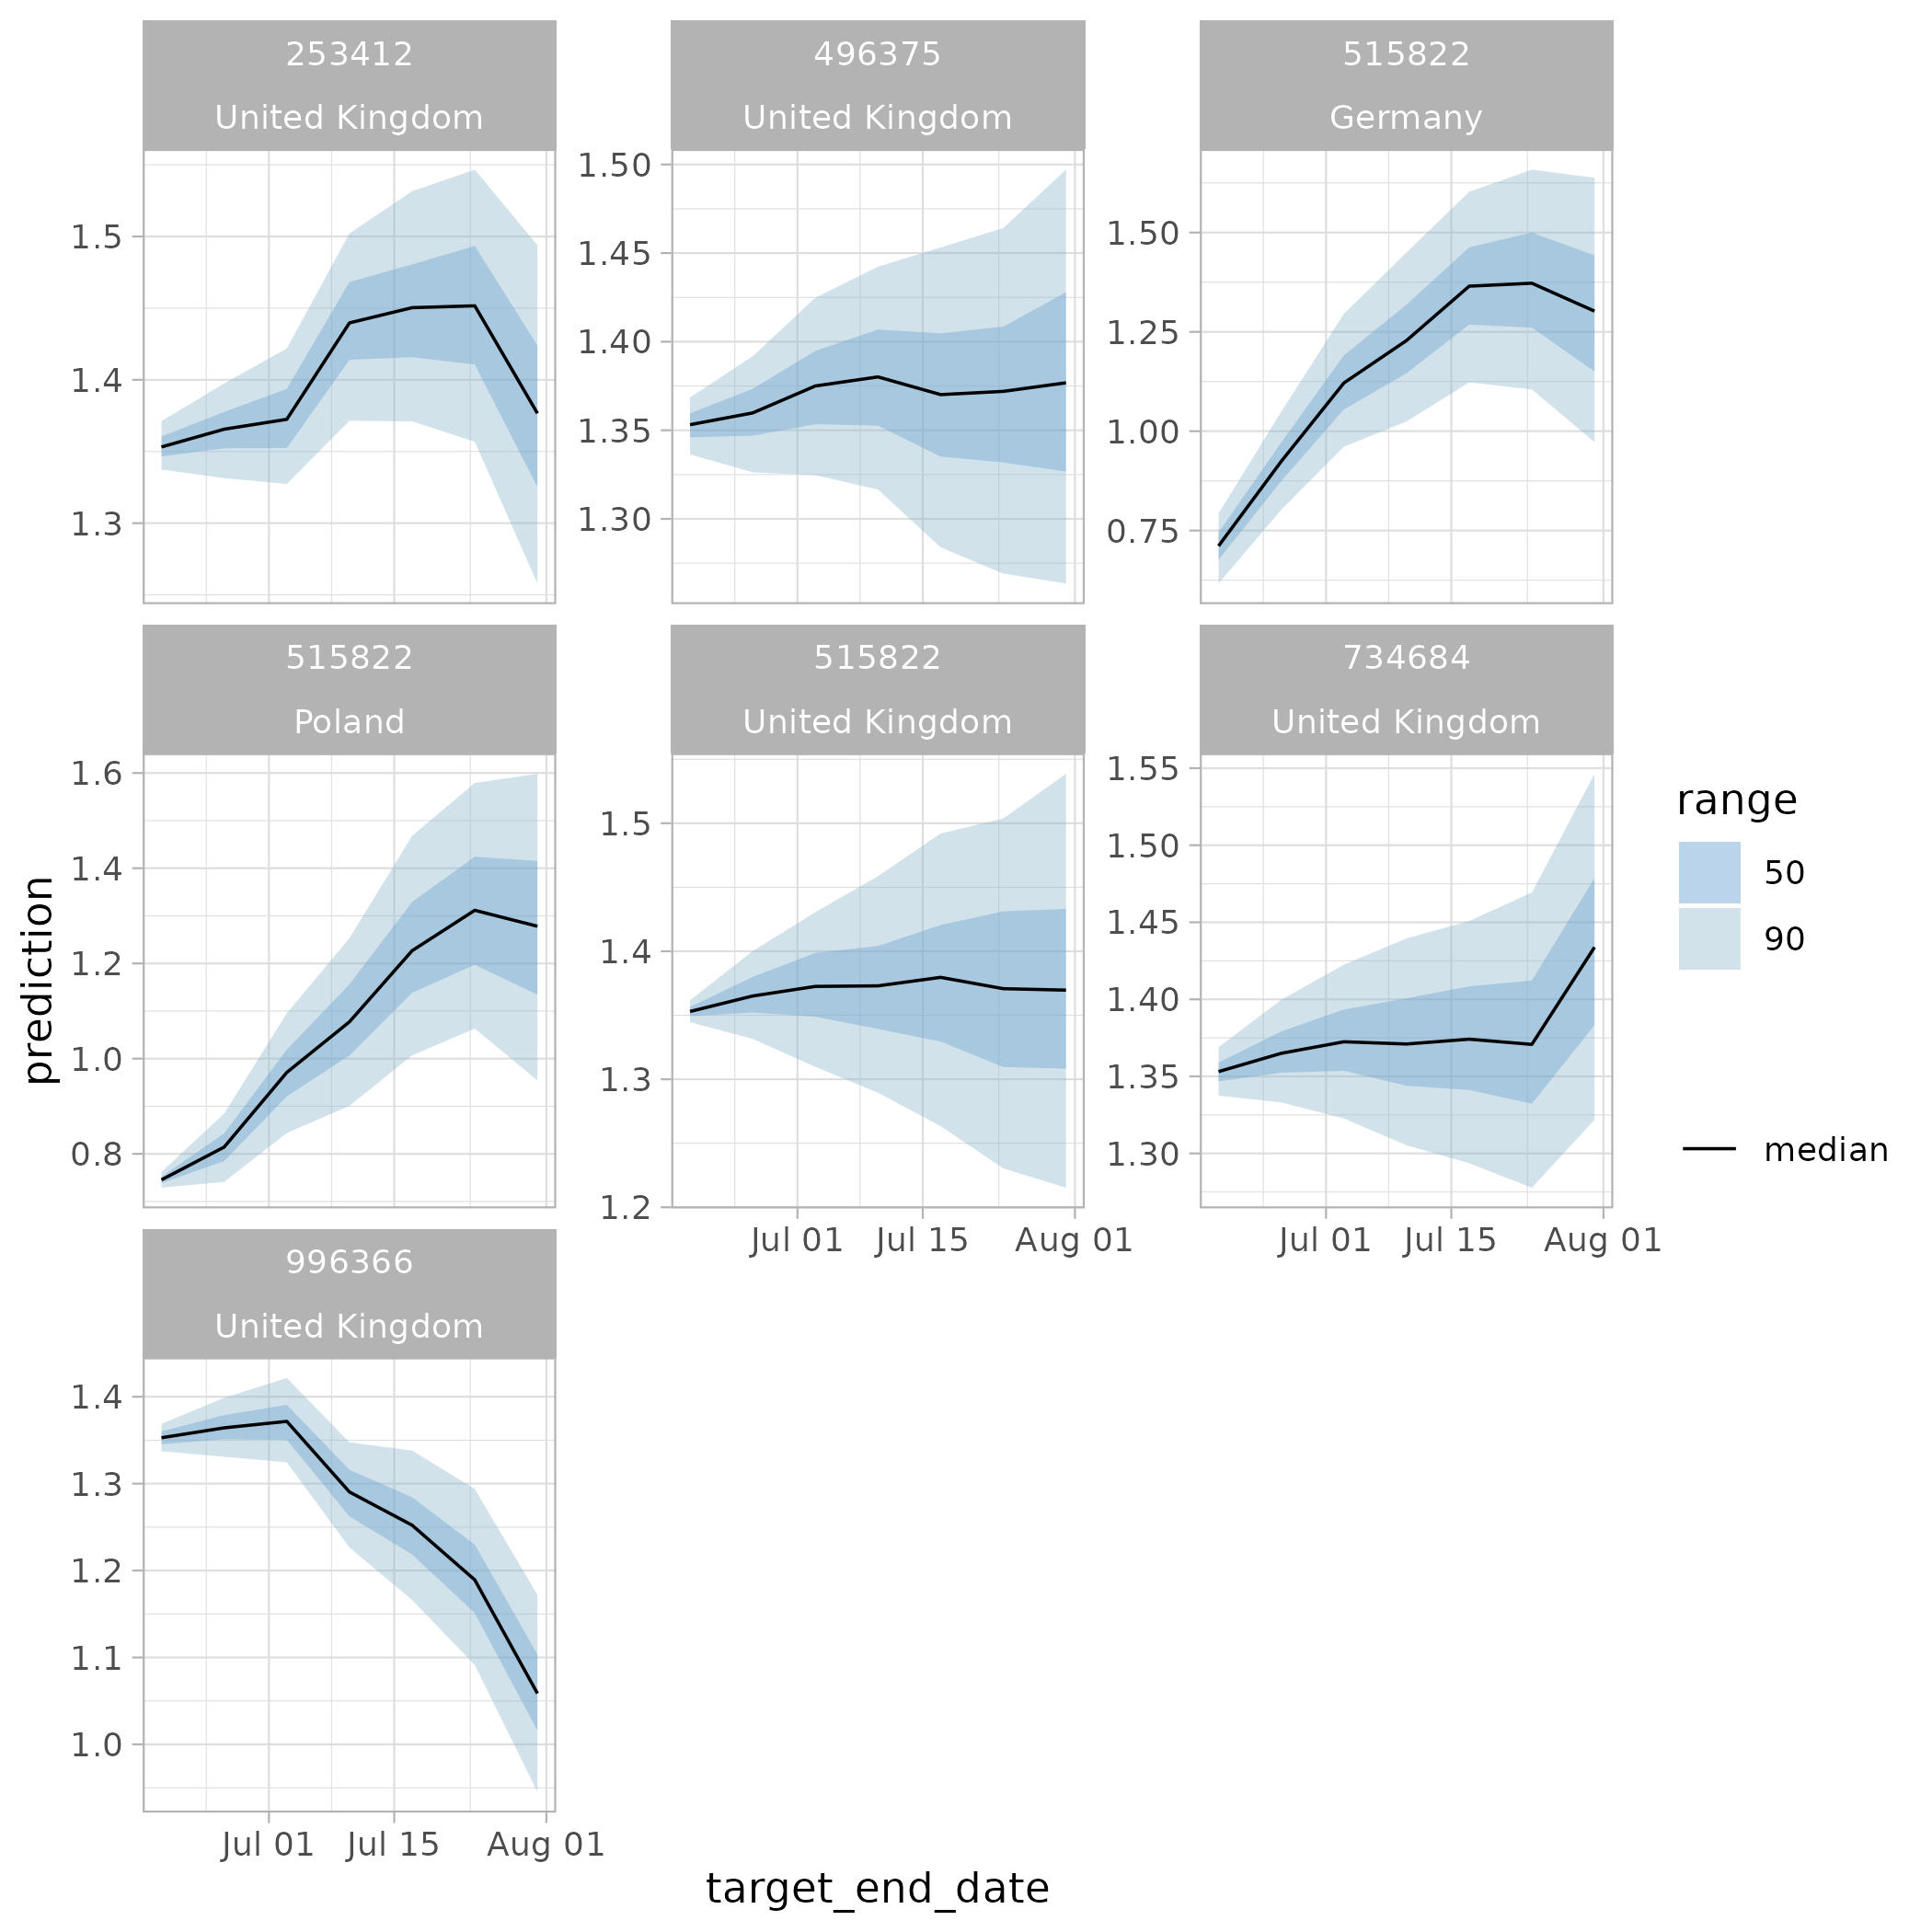 253412
United Kingdom
1.5
1.4
1.3
496375
United Kingdom
1.50
1.45
1.40
1.35
1.30
515822
Germany
1.50
1.25
1.00
0.75
515822
Poland
1.6
1.4
1.2
1.0
0.8
515822
United Kingdom
1.5
1.4
1.3
1.2
Jul 01 Jul 15 Aug 01
734684
United Kingdom
1.55
1.50
1.45
1.40
1.35
1.30
Jul 01 Jul 15 Aug 01
996366
United Kingdom
1.4
1.3
1.2
1.1
1.0
Jul 01 Jul 15 Aug 01
prediction
target_end_date
range
50
90
median